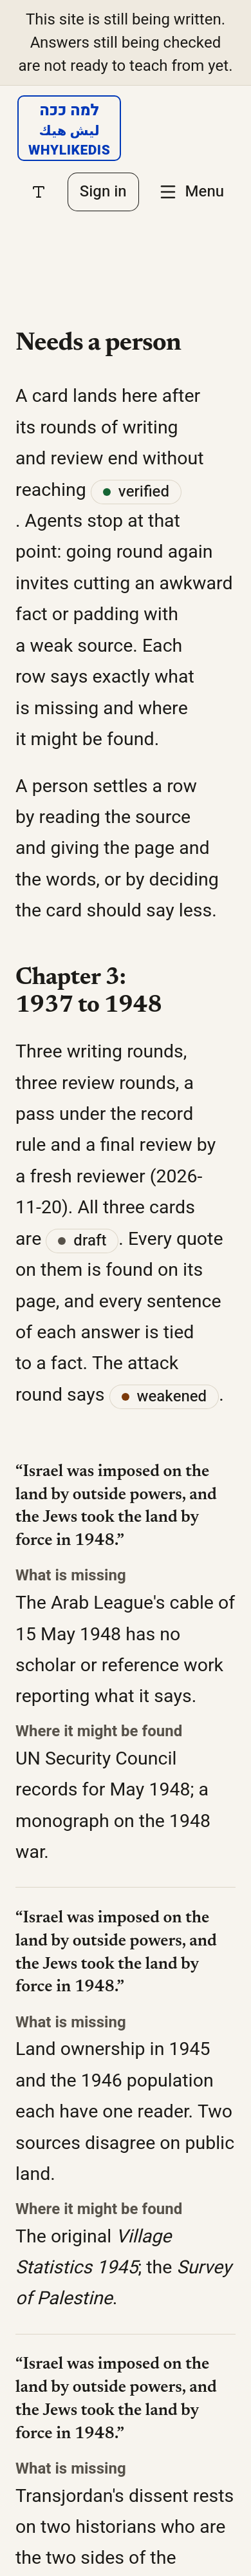 This site is still being written.
Answers still being checked
are not ready to teach from yet.
למה ככה
ليش هيك
WHYLIKEDIS
Sign in
Menu
Needs a person
A card lands here after
its rounds of writing
and review end without
reaching verified
. Agents stop at that
point: going round again
invites cutting an awkward
fact or padding with
a weak source. Each
row says exactly what
is missing and where
it might be found.
A person settles a row
by reading the source
and giving the page and
the words, or by deciding
the card should say less.
Chapter 3:
1937 to 1948
Three writing rounds,
three review rounds, a
pass under the record
rule and a final review by
a fresh reviewer (2026-
11-20). All three cards
are draft. Every quote
on them is found on its
page, and every sentence
of each answer is tied
to a fact. The attack
round says weakened.
“Israel was imposed on the
land by outside powers, and
the Jews took the land by
force in 1948.”
What is missing
The Arab League's cable of
15 May 1948 has no
scholar or reference work
reporting what it says.
Where it might be found
UN Security Council
records for May 1948; a
monograph on the 1948
war.
“Israel was imposed on the
land by outside powers, and
the Jews took the land by
force in 1948.”
What is missing
Land ownership in 1945
and the 1946 population
each have one reader. Two
sources disagree on public
land.
Where it might be found
The original Village
Statistics 1945; the Survey
of Palestine.
“Israel was imposed on the
land by outside powers, and
the Jews took the land by
force in 1948.”
What is missing
Transjordan's dissent rests
on two historians who are
the two sides of the